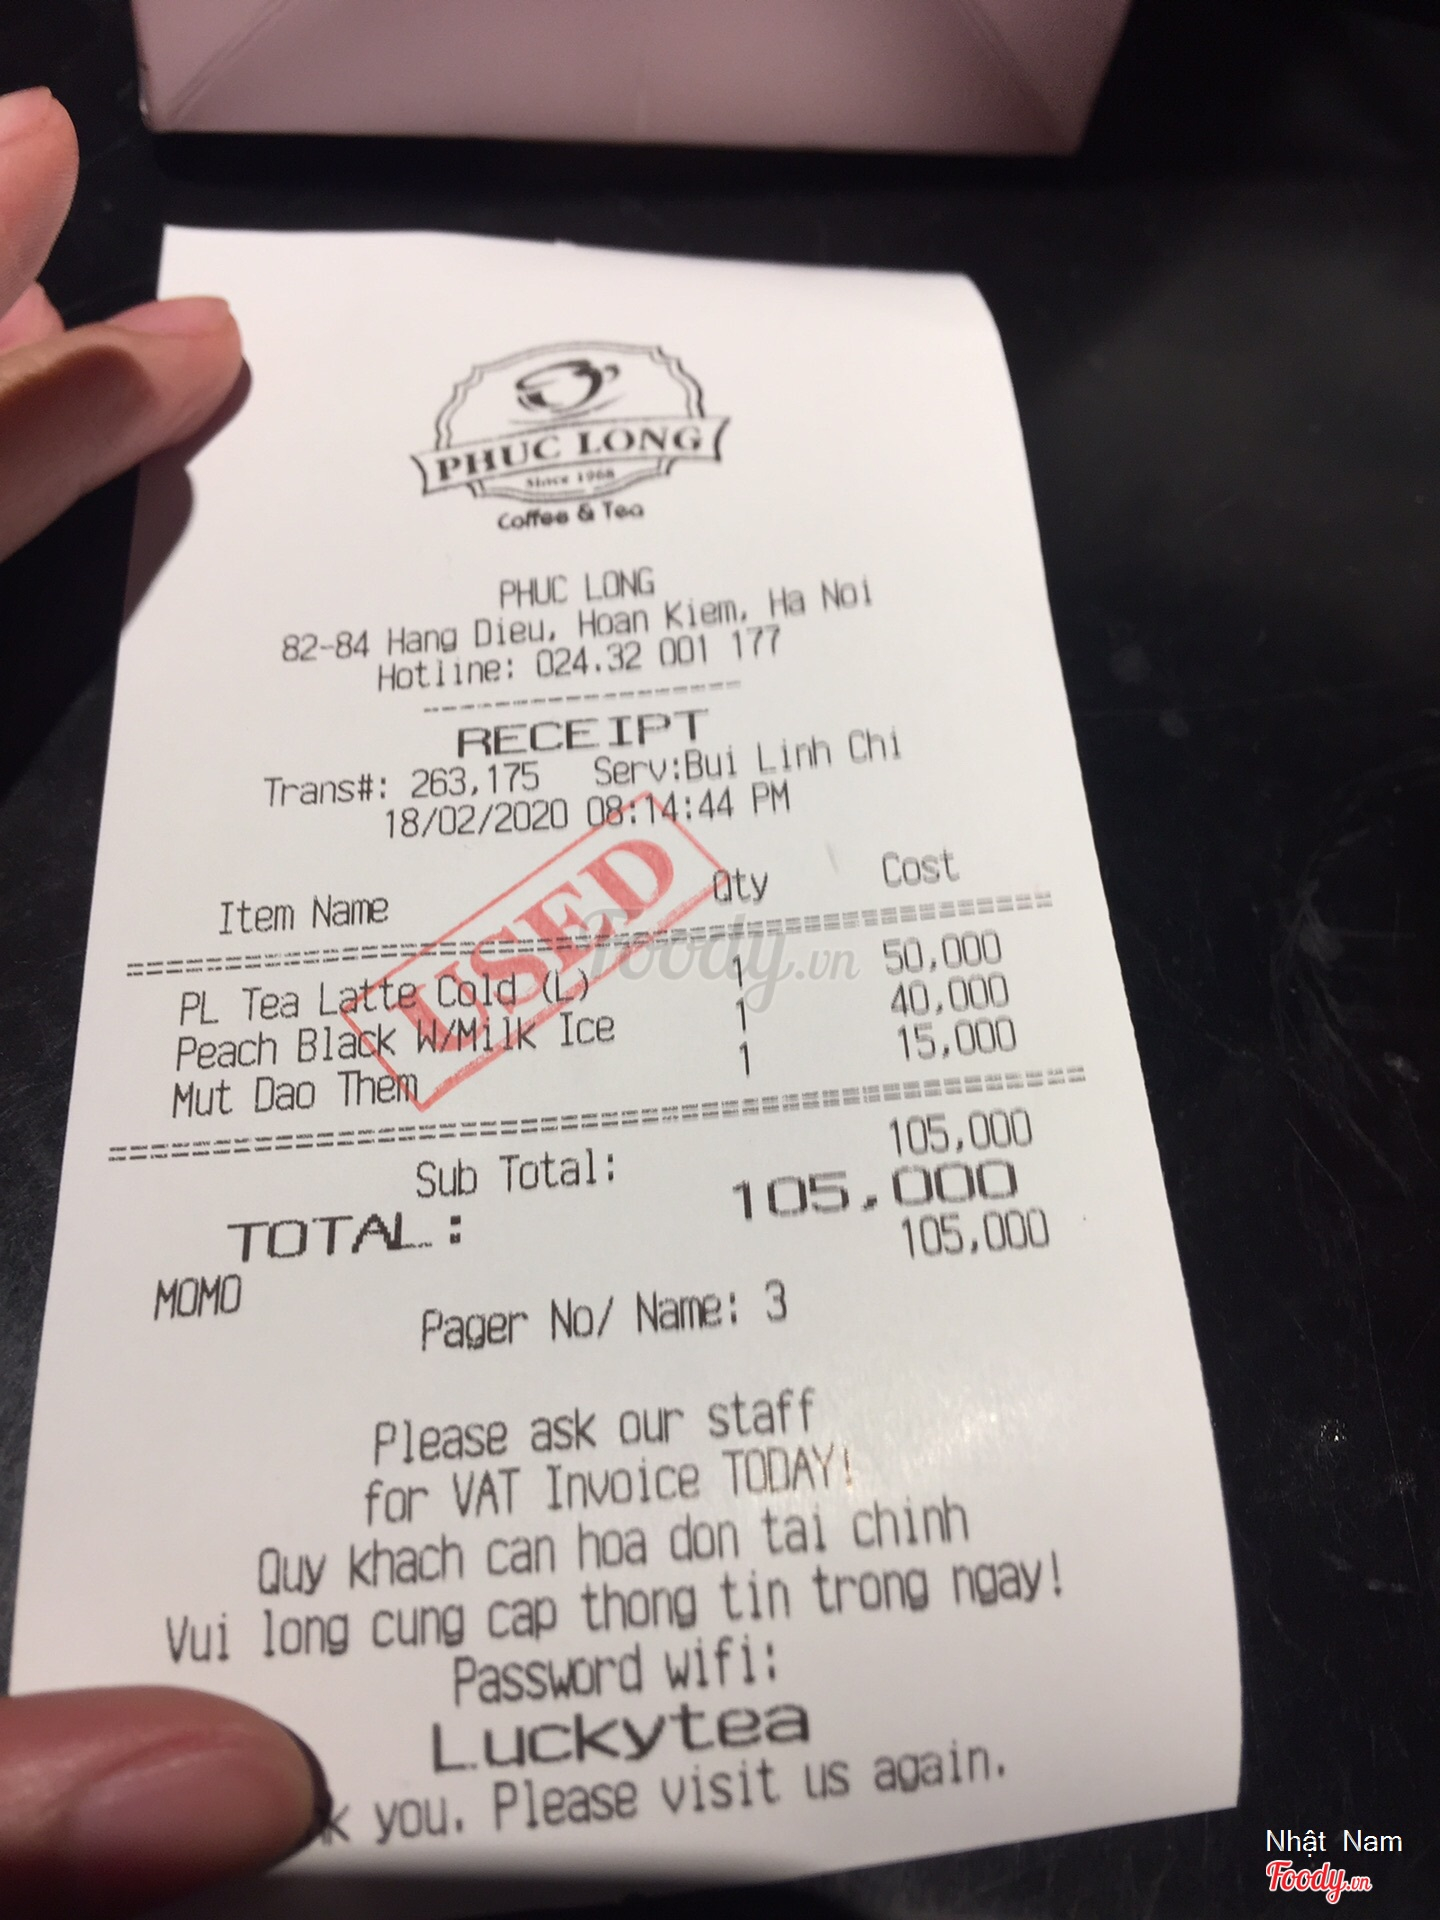 PHUC LONG
Since 1968
Coffee & Tea
PHUC LONG
82-84 Hang Dieu, Hoan Kiem, Ha Noi
Hotline: 024.32 001 177
RECEIPT
Trans#: 263,175 Serv:Bui Linh Chi
18/02/2020 08:14:44 PM
Item Name Qty Cost
PL Tea Latte Cold (L) 1 50,000
Peach Black W/Milk Ice 1 40,000
Mut Dao Them 1 15,000
USED
Foody.vn
Sub Total: 105,000
TOTAL: 105,000
MOMO 105,000
Pager No/ Name: 3
Please ask our staff
for VAT Invoice TODAY!
Quy khach can hoa don tai chinh
Vui long cung cap thong tin trong ngay!
Password wifi:
Luckytea
k you. Please visit us again.
Nhật Nam
Foody.vn